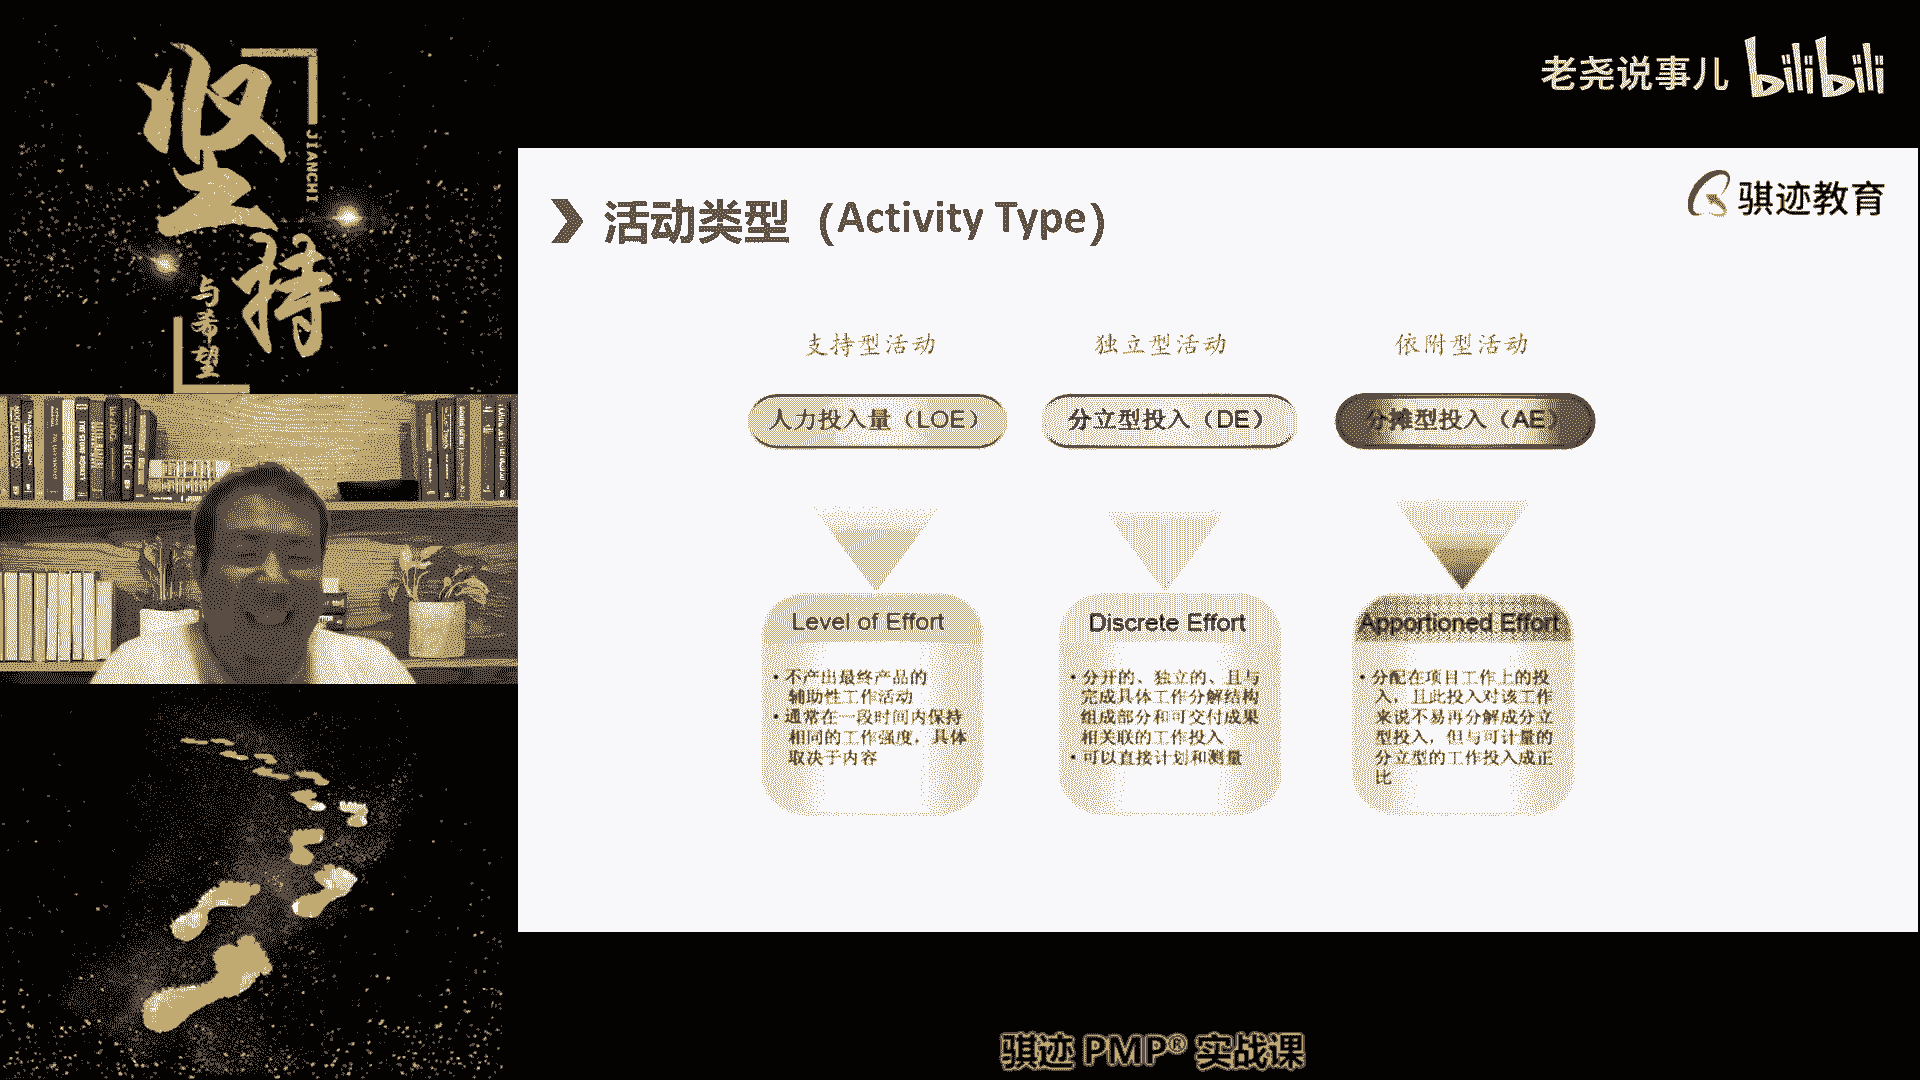 坚持
JIANCHI
与希望
老尧说事儿 bilibili
骐迹教育
活动类型（Activity Type）
支持型活动
独立型活动
依附型活动
人力投入量（LOE）
分立型投入（DE）
分摊型投入（AE）
Level of Effort
• 不产出最终产品的
辅助性工作活动
• 通常在一段时间内保持
相同的工作强度，具体
取决于内容
Discrete Effort
• 分开的、独立的、且与
完成具体工作分解结构
组成部分和可交付成果
相关联的工作投入
• 可以直接计划和测量
Apportioned Effort
• 分配在项目工作上的投
入，且此投入对该工作
来说不易再分解成分立
型投入，但与可计量的
分立型的工作投入成正
比
骐迹 PMP® 实战课